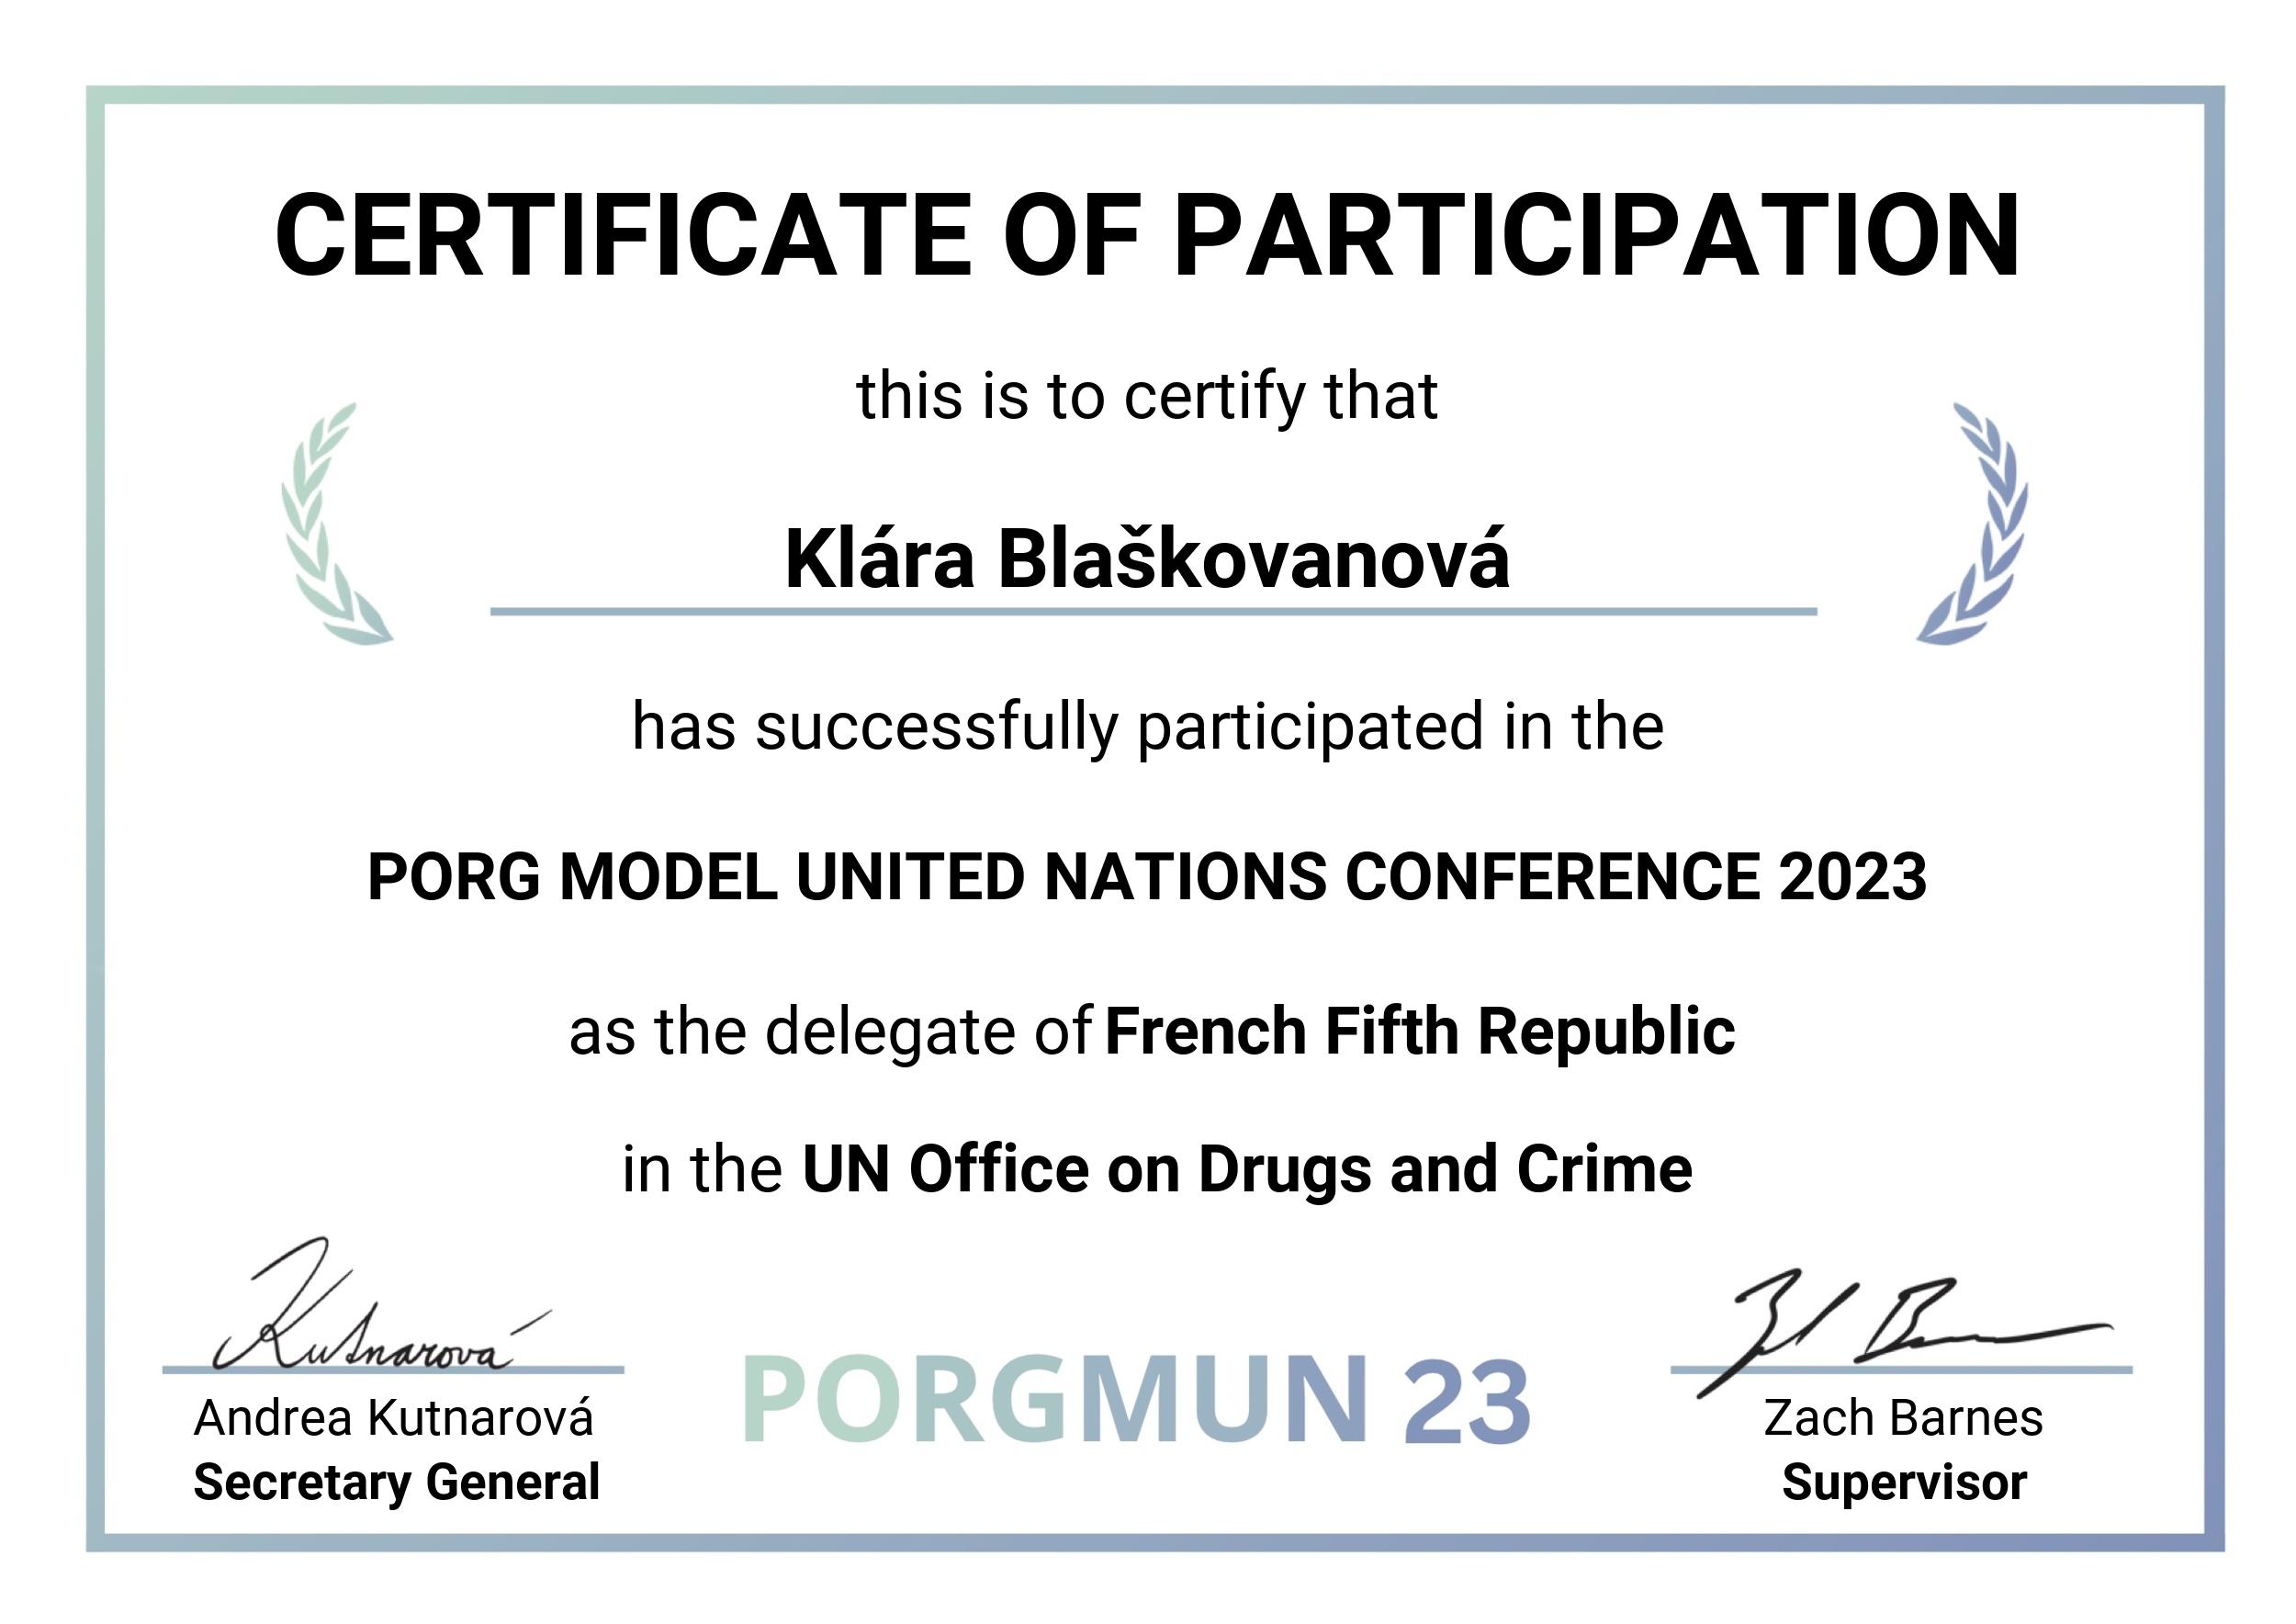 CERTIFICATE OF PARTICIPATION
this is to certify that
Klára Blaškovanová
has successfully participated in the
PORG MODEL UNITED NATIONS CONFERENCE 2023
as the delegate of French Fifth Republic
in the UN Office on Drugs and Crime
Kutnarová
Andrea Kutnarová
Secretary General
PORGMUN 23
Zach Barnes
Supervisor